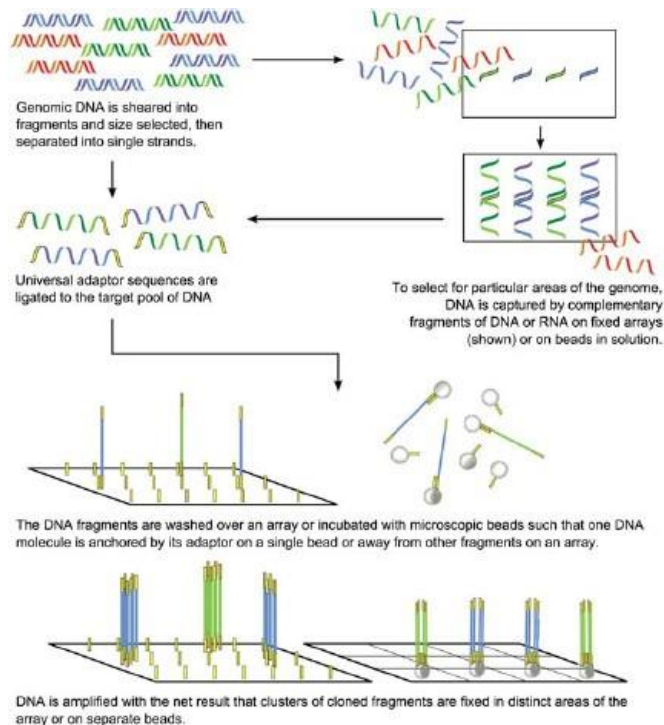 Genomic DNA is sheared into
fragments and size selected, then
separated into single strands.
Universal adaptor sequences are
ligated to the target pool of DNA
To select for particular areas of the genome,
DNA is captured by complementary
fragments of DNA or RNA on fixed arrays
(shown) or on beads in solution.
The DNA fragments are washed over an array or incubated with microscopic beads such that one DNA
molecule is anchored by its adaptor on a single bead or away from other fragments on an array.
DNA is amplified with the net result that clusters of cloned fragments are fixed in distinct areas of the
array or on separate beads.